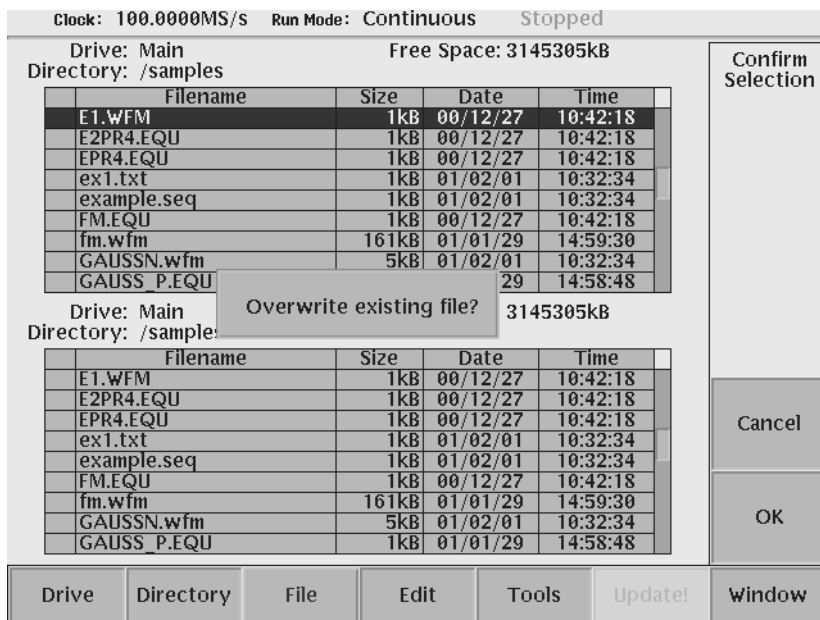 Clock: 100.0000MS/s Run Mode: Continuous Stopped
Drive: Main Free Space: 3145305kB
Directory: /samples
Confirm
Selection
Filename Size Date Time
E1.WFM 1kB 00/12/27 10:42:18
E2PR4.EQU 1kB 00/12/27 10:42:18
EPR4.EQU 1kB 00/12/27 10:42:18
ex1.txt 1kB 01/02/01 10:32:34
example.seq 1kB 01/02/01 10:32:34
FM.EQU 1kB 00/12/27 10:42:18
fm.wfm 161kB 01/01/29 14:59:30
GAUSSN.wfm 5kB 01/02/01 10:32:34
GAUSS_P.EQU 29 14:58:48
Overwrite existing file?
Drive: Main 3145305kB
Directory: /samples
Filename Size Date Time
E1.WFM 1kB 00/12/27 10:42:18
E2PR4.EQU 1kB 00/12/27 10:42:18
EPR4.EQU 1kB 00/12/27 10:42:18
ex1.txt 1kB 01/02/01 10:32:34
example.seq 1kB 01/02/01 10:32:34
FM.EQU 1kB 00/12/27 10:42:18
fm.wfm 161kB 01/01/29 14:59:30
GAUSSN.wfm 5kB 01/02/01 10:32:34
GAUSS_P.EQU 1kB 01/01/29 14:58:48
Cancel
OK
Drive Directory File Edit Tools Update! Window